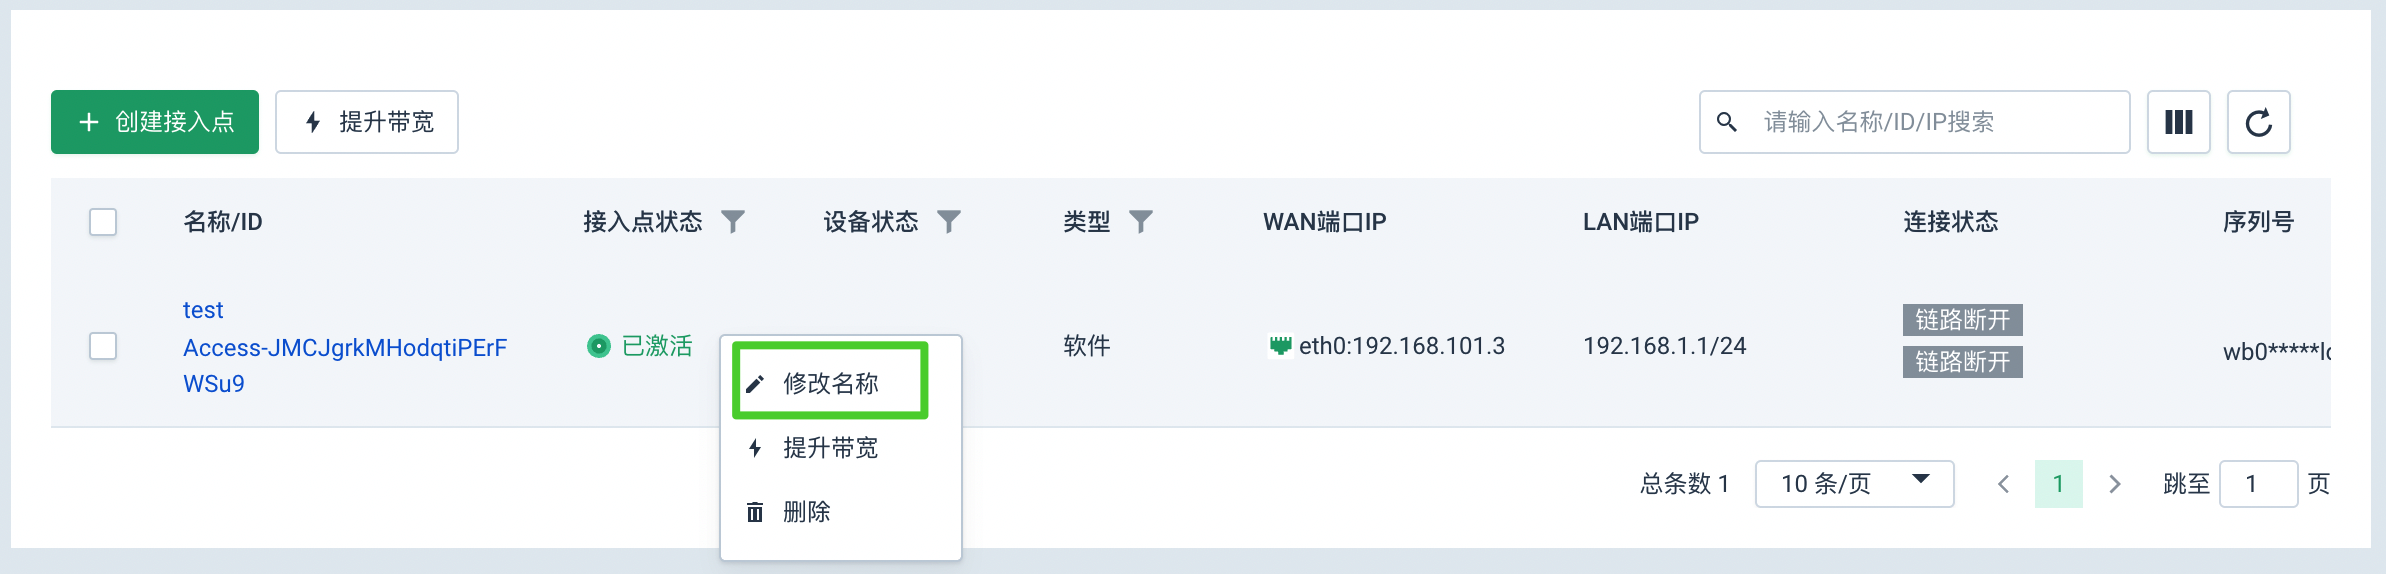 创建接入点
提升带宽
请输入名称/ID/IP搜索
名称/ID
接入点状态
设备状态
类型
WAN端口IP
LAN端口IP
连接状态
序列号
test
Access-JMCJgrkMHodqtiPErF
WSu9
已激活
软件
eth0:192.168.101.3
192.168.1.1/24
链路断开
链路断开
wb0*****l
修改名称
提升带宽
删除
总条数 1
10 条/页
1
跳至
1
页